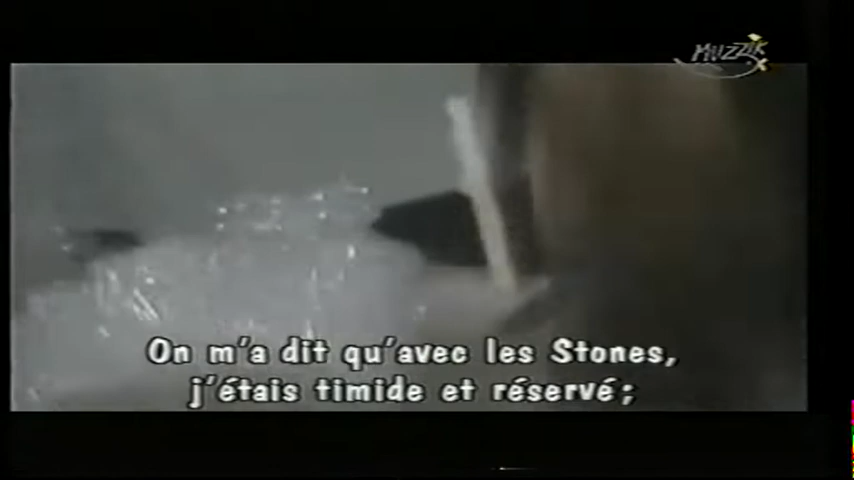 MUZZIK
On m'a dit qu'avec les Stones,
j'étais timide et réservé;